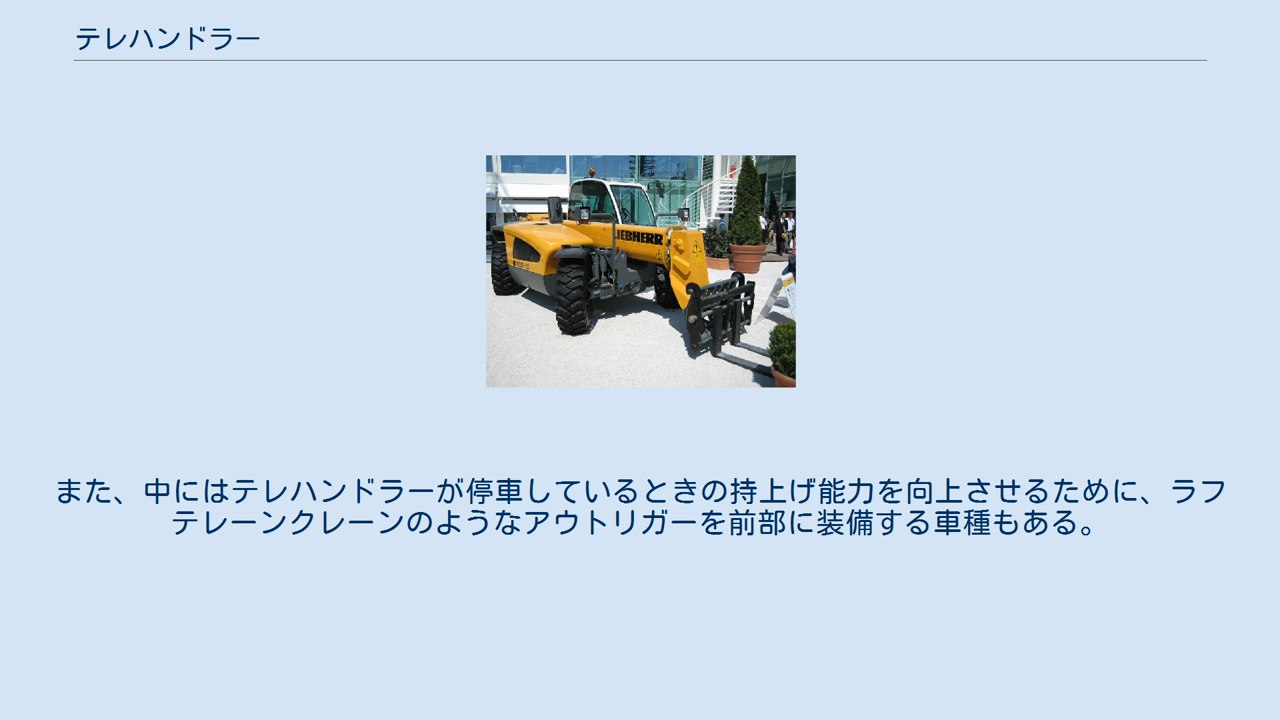 テレハンドラー
LIEBHERR
また、中にはテレハンドラーが停車しているときの持上げ能力を向上させるために、ラフ
テレーンクレーンのようなアウトリガーを前部に装備する車種もある。